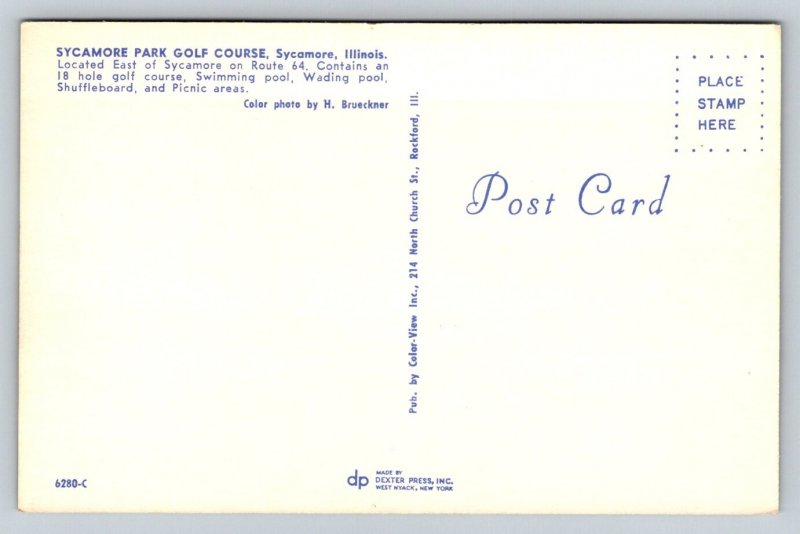 SYCAMORE PARK GOLF COURSE, Sycamore, Illinois.
Located East of Sycamore on Route 64. Contains an
18 hole golf course, Swimming pool, Wading pool,
Shuffleboard, and Picnic areas.
Color photo by H. Brueckner
PLACE
STAMP
HERE
Post Card
Pub. by Color-View Inc., 214 North Church St., Rockford, Ill.
6280-C
dp
MADE BY
DEXTER PRESS, INC.
WEST NYACK, NEW YORK